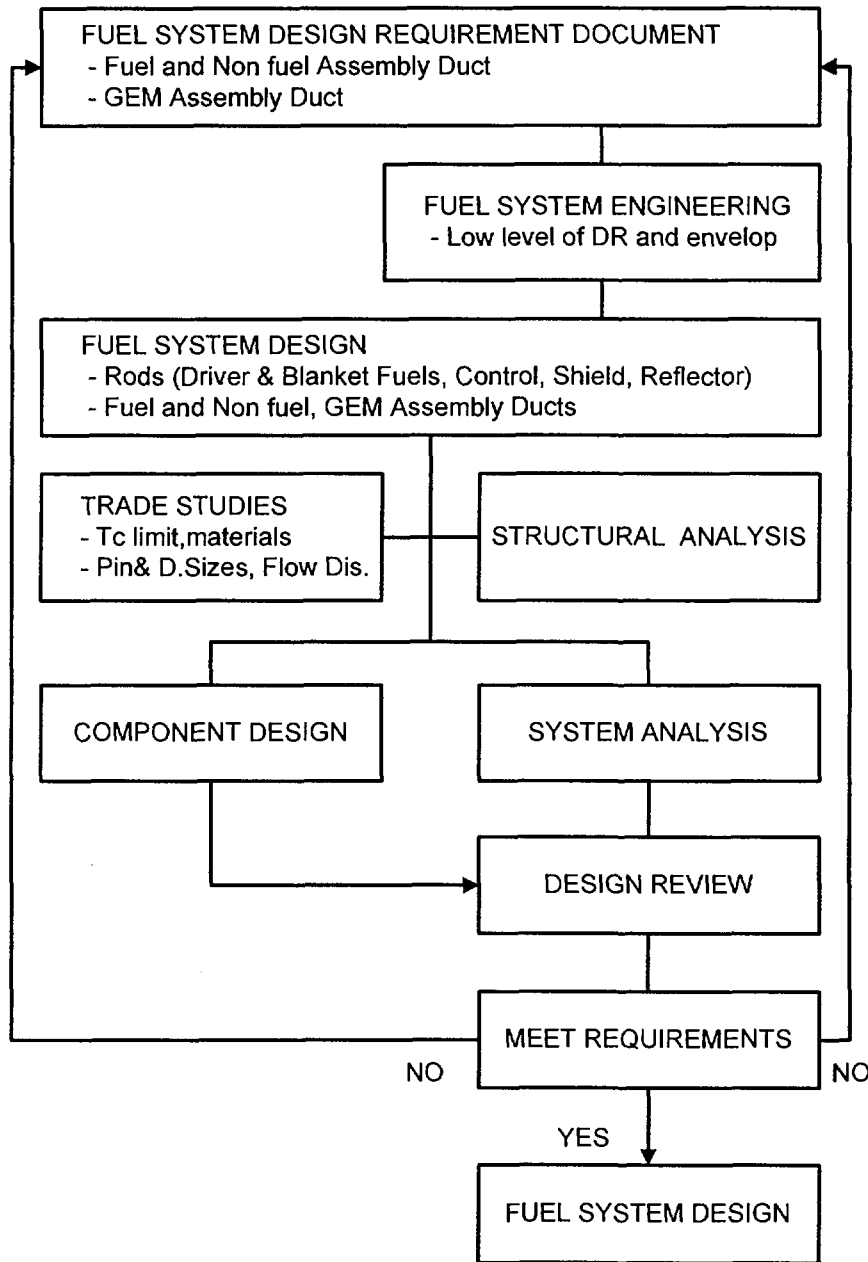 FUEL SYSTEM DESIGN REQUIREMENT DOCUMENT
- Fuel and Non fuel Assembly Duct
- GEM Assembly Duct
FUEL SYSTEM ENGINEERING
- Low level of DR and envelop
FUEL SYSTEM DESIGN
- Rods (Driver & Blanket Fuels, Control, Shield, Reflector)
- Fuel and Non fuel, GEM Assembly Ducts
TRADE STUDIES
- Tc limit,materials
- Pin& D.Sizes, Flow Dis.
STRUCTURAL ANALYSIS
COMPONENT DESIGN
SYSTEM ANALYSIS
DESIGN REVIEW
MEET REQUIREMENTS
NO
NO
YES
FUEL SYSTEM DESIGN